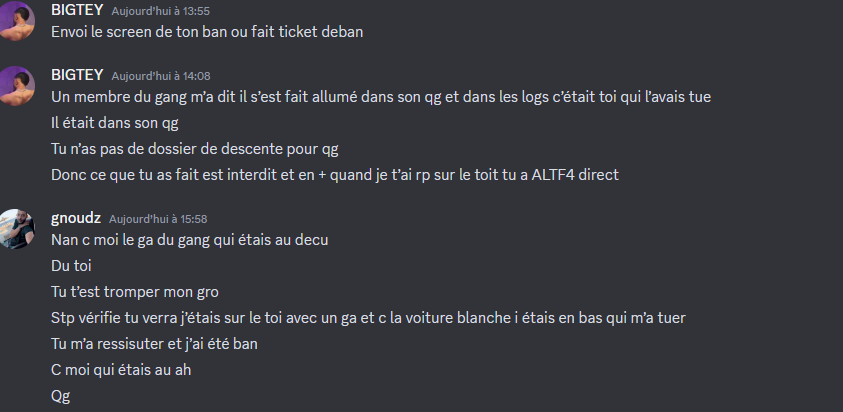 BIGTEY Aujourd'hui à 13:55
Envoi le screen de ton ban ou fait ticket deban
BIGTEY Aujourd'hui à 14:08
Un membre du gang m'a dit il s'est fait allumé dans son qg et dans les logs c'était toi qui l'avais tue
Il était dans son qg
Tu n'as pas de dossier de descente pour qg
Donc ce que tu as fait est interdit et en + quand je t'ai rp sur le toit tu a ALTF4 direct
gnoudz Aujourd'hui à 15:58
Nan c moi le ga du gang qui étais au decu
Du toi
Tu t'est tromper mon gro
Stp vérifie tu verra j'étais sur le toi avec un ga et c la voiture blanche i étais en bas qui m'a tuer
Tu m'a ressisuter et j'ai été ban
C moi qui étais au ah
Qg